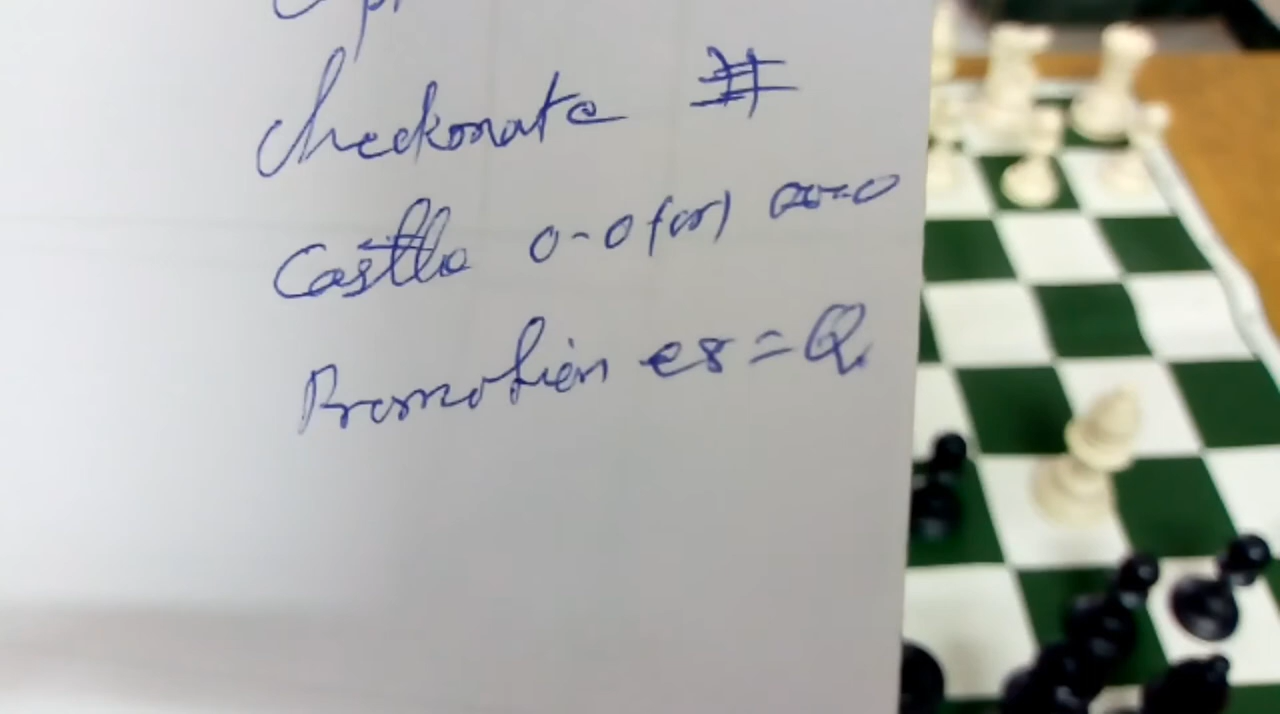 Checkmate #
Castle 0-0 (or) 0-0-0
Promotion e8=Q